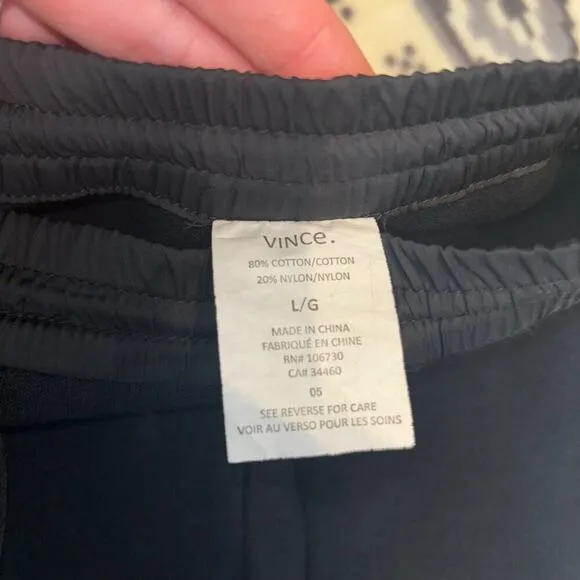 VINCe.
80% COTTON/COTTON
20% NYLON/NYLON
L/G
MADE IN CHINA
FABRIQUÉ EN CHINE
RN# 106730
CA# 34460
05
SEE REVERSE FOR CARE
VOIR AU VERSO POUR LES SOINS